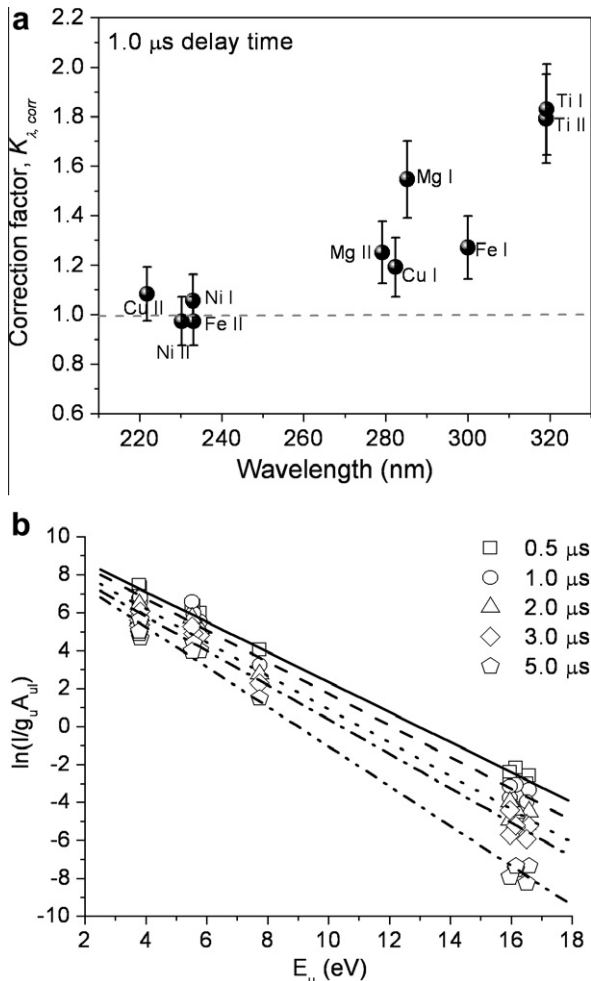 a
1.0 μs delay time
Correction factor, K_λ, corr
2.2
2.0
1.8
1.6
1.4
1.2
1.0
0.8
0.6
Ti I
Ti II
Mg I
Mg II
Cu I
Fe I
Cu II
Ni I
Fe II
Ni II
220 240 260 280 300 320
Wavelength (nm)
b
ln(I/g_uA_ul)
10
8
6
4
2
0
-2
-4
-6
-8
-10
0.5 μs
1.0 μs
2.0 μs
3.0 μs
5.0 μs
2 4 6 8 10 12 14 16 18
E_u (eV)